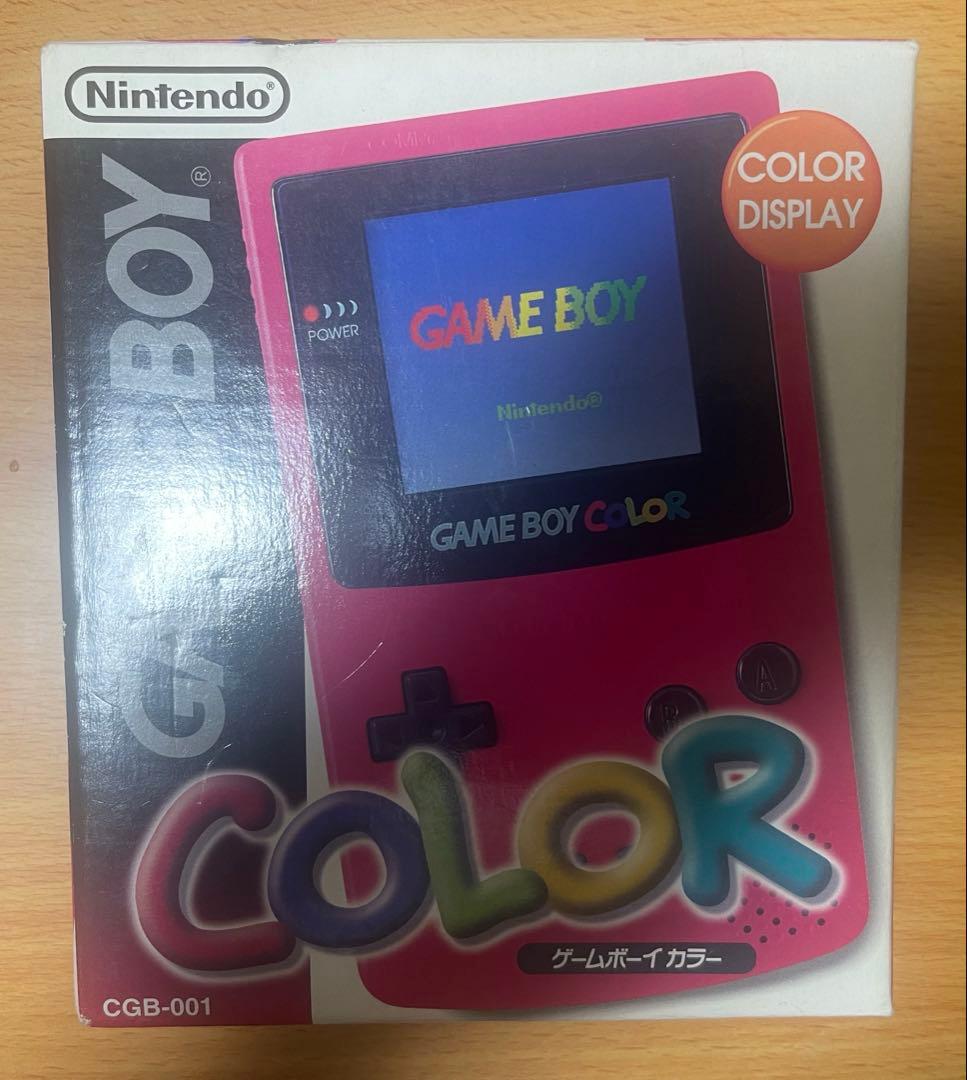 Nintendo®
GAME BOY®
COLOR
DISPLAY
POWER
GAME BOY
Nintendo®
GAME BOY COLOR
A
B
COLOR
ゲームボーイカラー
CGB-001